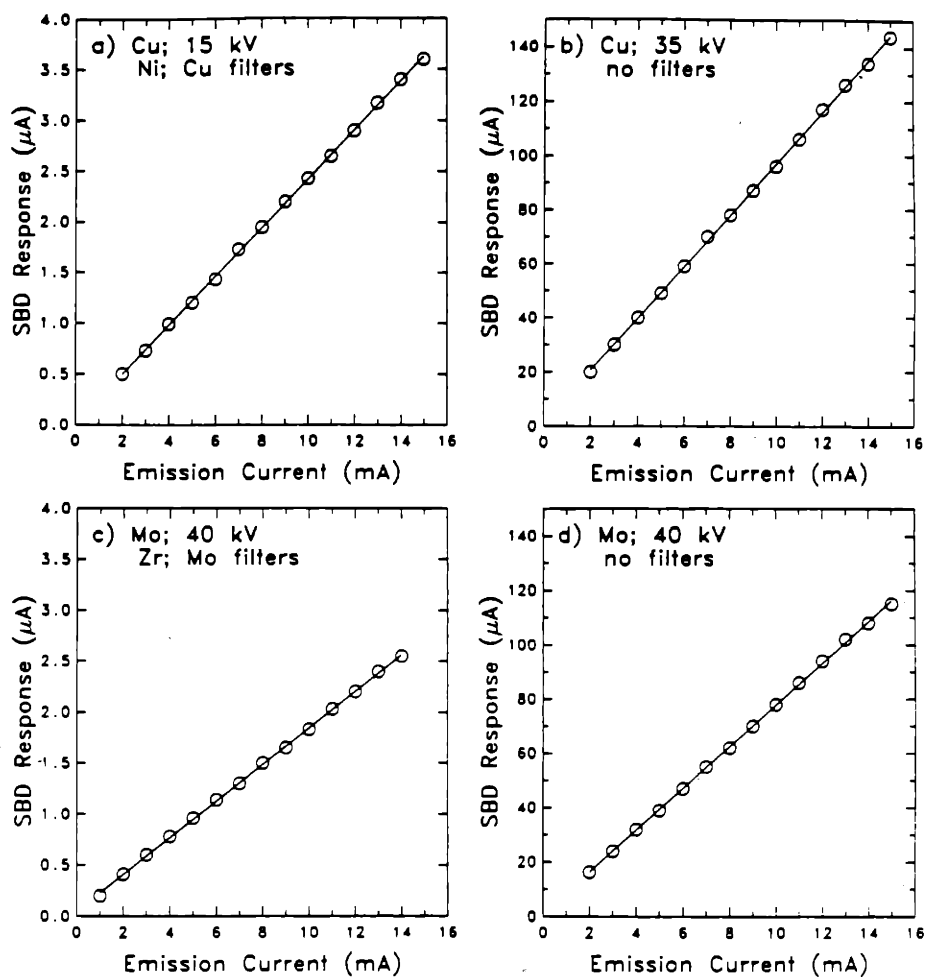 a) Cu; 15 kV
Ni; Cu filters
SBD Response (μA)
4.0
3.5
3.0
2.5
2.0
1.5
1.0
0.5
0.0
0 2 4 6 8 10 12 14 16
Emission Current (mA)
b) Cu; 35 kV
no filters
SBD Response (μA)
140
120
100
80
60
40
20
0
0 2 4 6 8 10 12 14 16
Emission Current (mA)
c) Mo; 40 kV
Zr; Mo filters
SBD Response (μA)
4.0
3.5
3.0
2.5
2.0
1.5
1.0
0.5
0.0
0 2 4 6 8 10 12 14 16
Emission Current (mA)
d) Mo; 40 kV
no filters
SBD Response (μA)
140
120
100
80
60
40
20
0
0 2 4 6 8 10 12 14 16
Emission Current (mA)